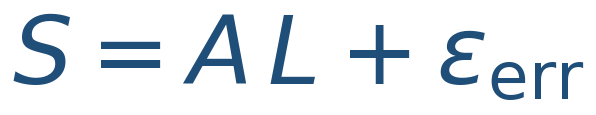 S = A L + ε_err